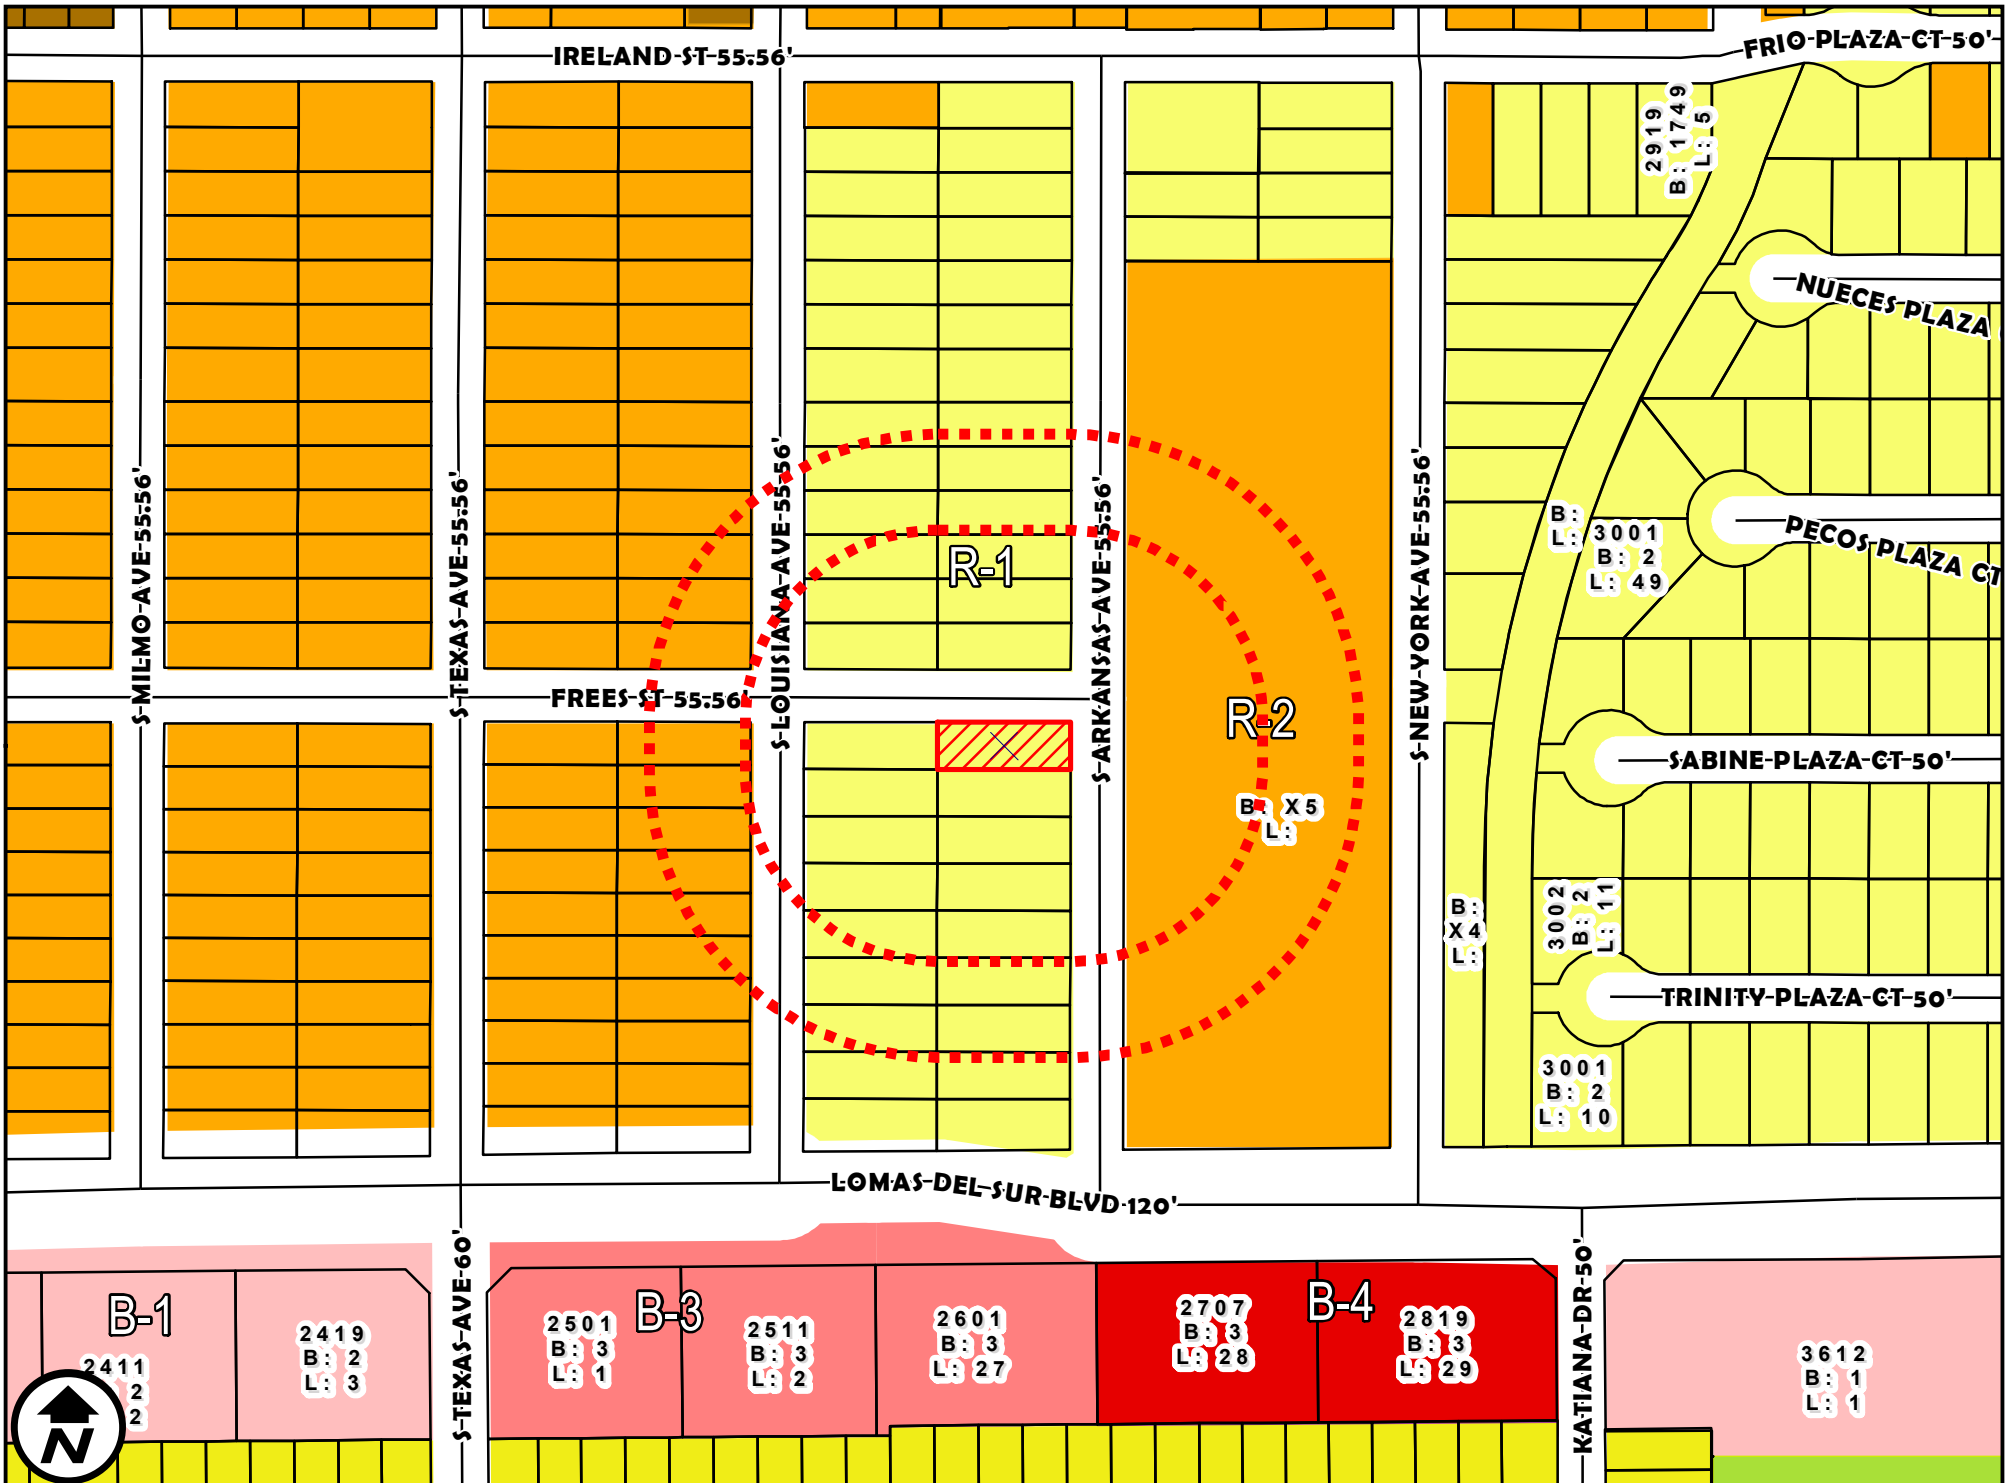 IRELAND ST 55.56'
FRIO PLAZA CT 50'
2919
B: 1749
L: 5
NUECES PLAZA
S MILMO AVE 55.56'
S TEXAS AVE 55.56'
S LOUISIANA AVE 55.56'
S ARKANSAS AVE 55.56'
S NEW YORK AVE 55.56'
R-1
B:
L:
3001
B: 2
L: 49
PECOS PLAZA CT
FREES ST 55.56'
R-2
SABINE PLAZA CT 50'
B: X5
L:
B:
X4
L:
3002
B: 2
L: 11
TRINITY PLAZA CT 50'
3001
B: 2
L: 10
LOMAS DEL SUR BLVD 120'
S TEXAS AVE 60'
KATIANA DR 50'
B-1
2411
2
2
2419
B: 2
L: 3
2501
B: 3
L: 1
B-3
2511
B: 3
L: 2
2601
B: 3
L: 27
2707
B: 3
L: 28
B-4
2819
B: 3
L: 29
3612
B: 1
L: 1
N